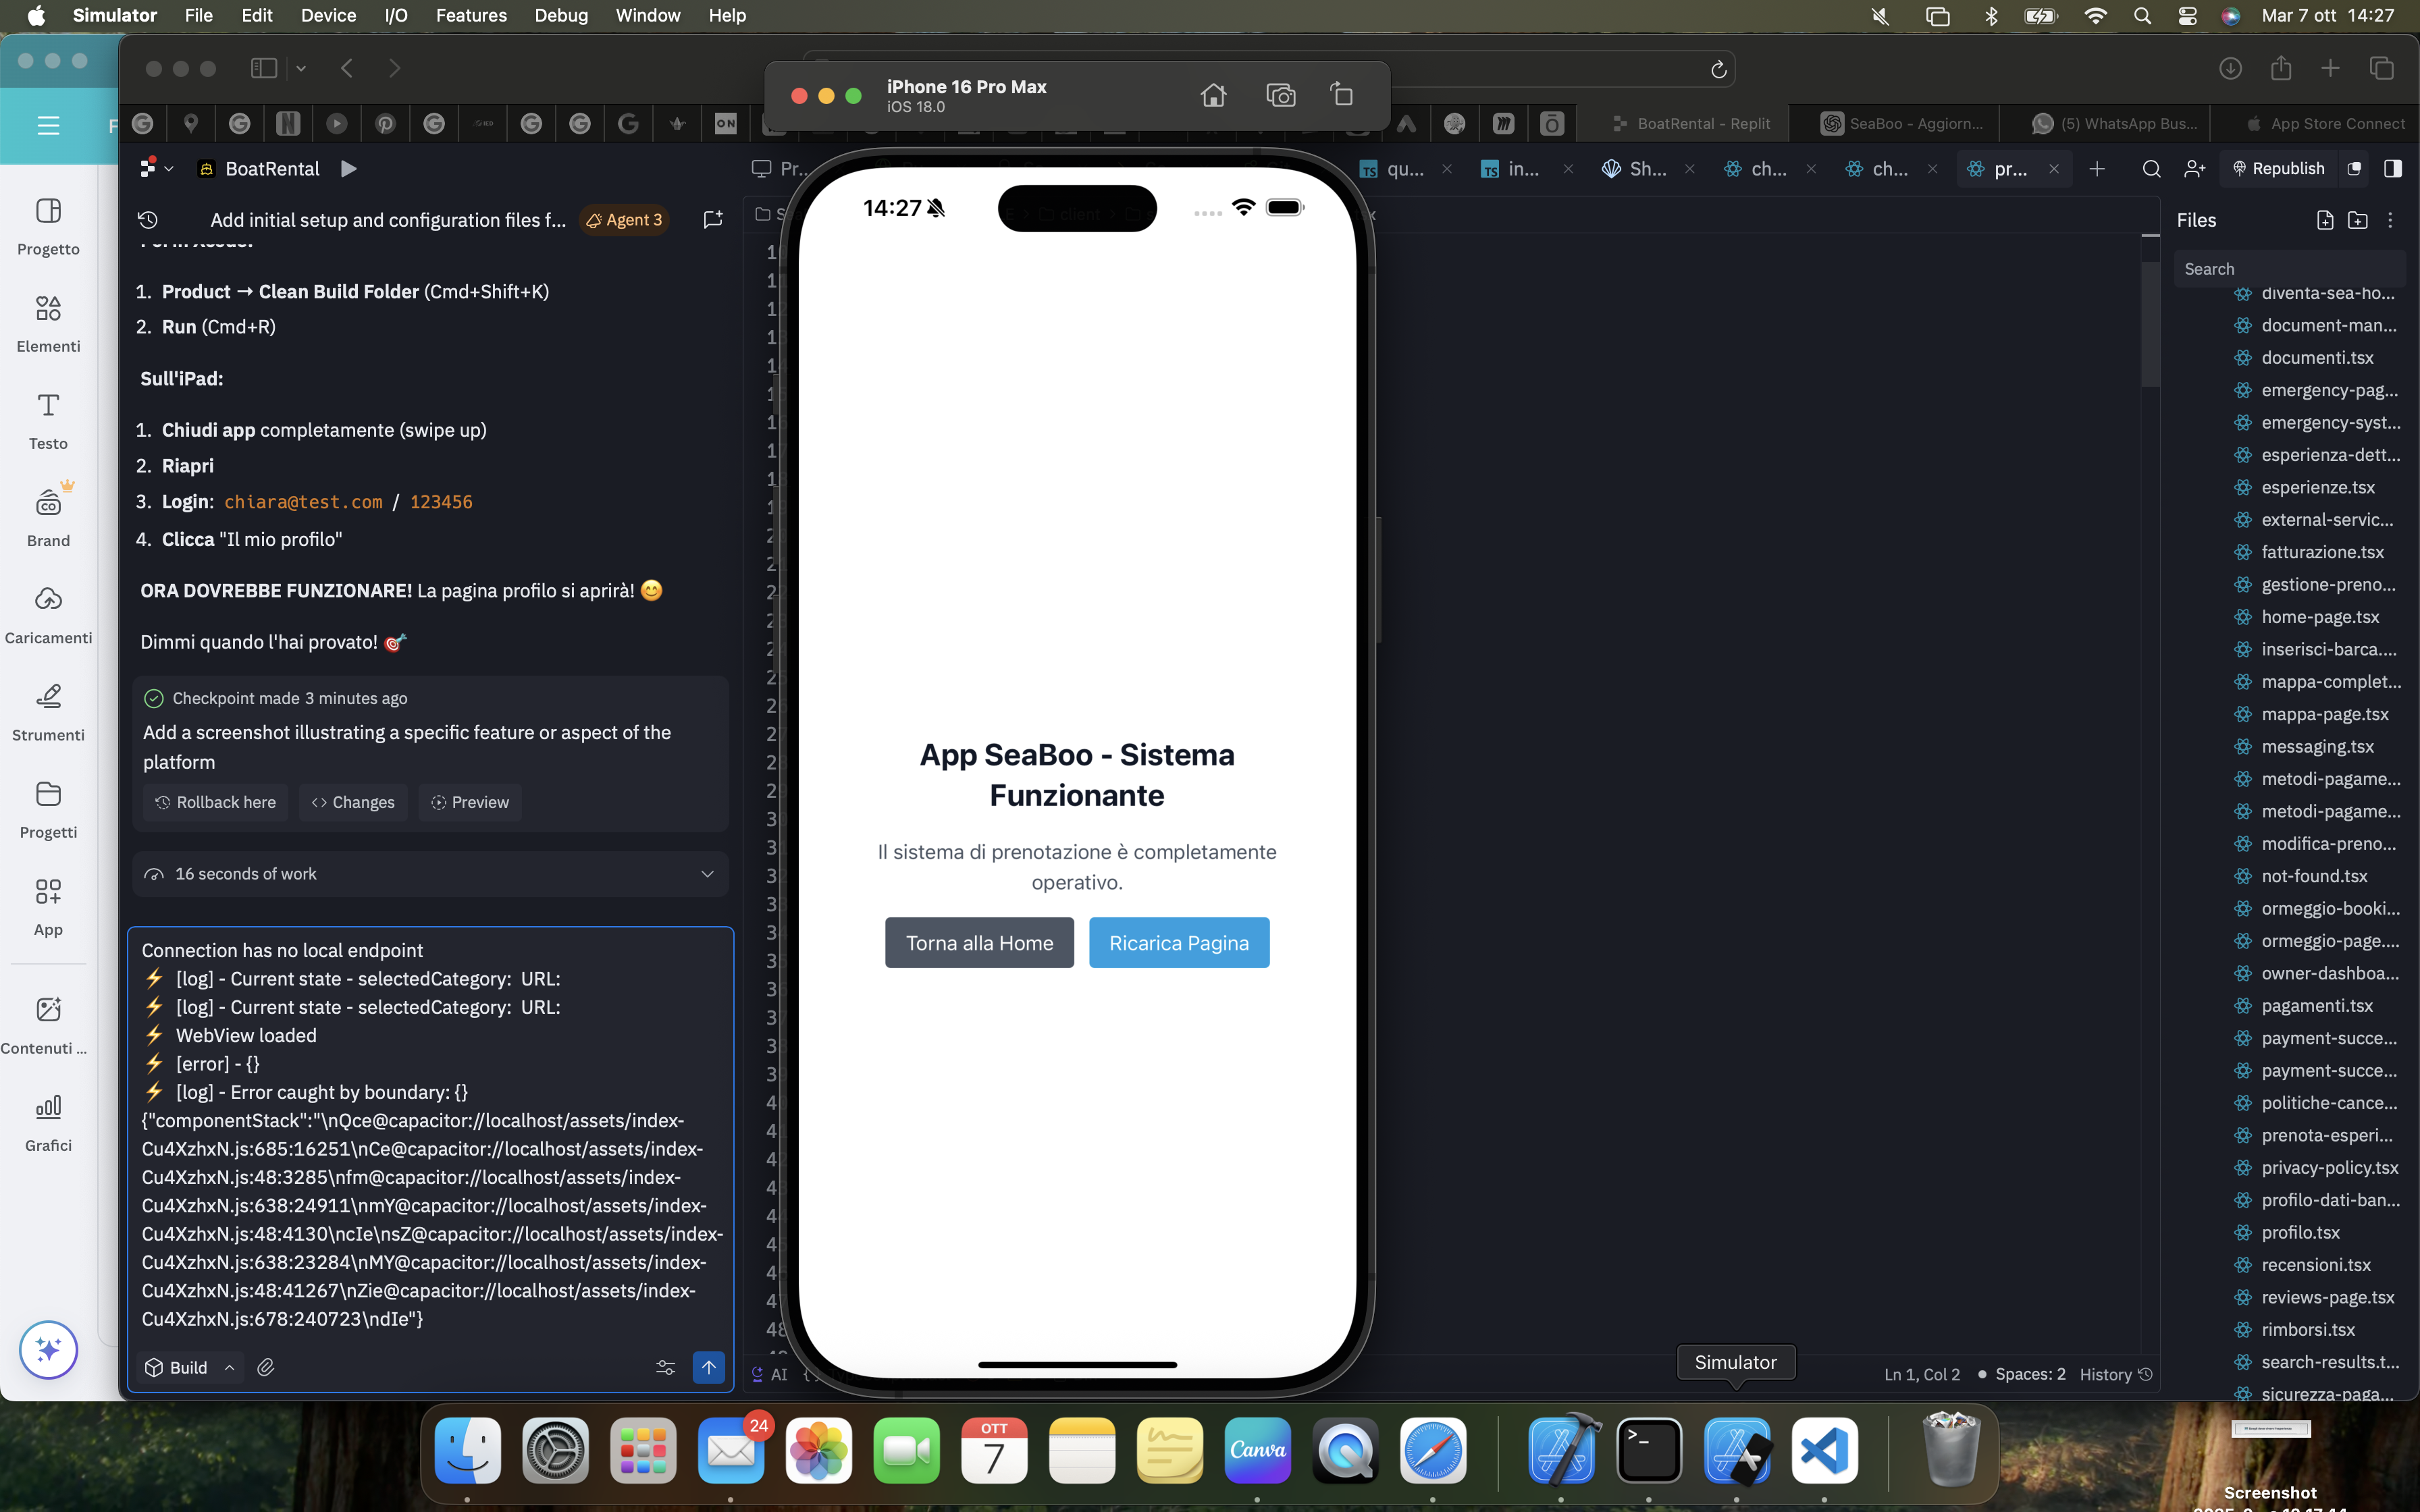 Simulator File Edit Device I/O Features Debug Window Help
Mar 7 ott 14:27
iPhone 16 Pro Max
iOS 18.0
ON
BoatRental - Replit
SeaBoo - Aggiorn...
(5) WhatsApp Bus...
App Store Connect
BoatRental
Pr...
qu...
in...
Sh...
ch...
ch...
pr...
Republish
Add initial setup and configuration files f...
Agent 3
Progetto
Elementi
Testo
Brand
Caricamenti
Strumenti
Progetti
App
Contenuti ...
Grafici
1. Product → Clean Build Folder (Cmd+Shift+K)
2. Run (Cmd+R)
Sull'iPad:
1. Chiudi app completamente (swipe up)
2. Riapri
3. Login: chiara@test.com / 123456
4. Clicca "Il mio profilo"
ORA DOVREBBE FUNZIONARE! La pagina profilo si aprirà! 😊
Dimmi quando l'hai provato! 🎯
Checkpoint made 3 minutes ago
Add a screenshot illustrating a specific feature or aspect of the
platform
Rollback here
Changes
Preview
16 seconds of work
Connection has no local endpoint
⚡ [log] - Current state - selectedCategory: URL:
⚡ [log] - Current state - selectedCategory: URL:
⚡ WebView loaded
⚡ [error] - {}
⚡ [log] - Error caught by boundary: {}
{"componentStack":"\nQce@capacitor://localhost/assets/index-
Cu4XzhxN.js:685:16251\nCe@capacitor://localhost/assets/index-
Cu4XzhxN.js:48:3285\nfm@capacitor://localhost/assets/index-
Cu4XzhxN.js:638:24911\nmY@capacitor://localhost/assets/index-
Cu4XzhxN.js:48:4130\ncIe\nsZ@capacitor://localhost/assets/index-
Cu4XzhxN.js:638:23284\nMY@capacitor://localhost/assets/index-
Cu4XzhxN.js:48:41267\nZie@capacitor://localhost/assets/index-
Cu4XzhxN.js:678:240723\ndIe"}
Build
14:27
App SeaBoo - Sistema
Funzionante
Il sistema di prenotazione è completamente
operativo.
Torna alla Home
Ricarica Pagina
AI
Simulator
Ln 1, Col 2
Spaces: 2
History
Files
Search
diventa-sea-ho...
document-man...
documenti.tsx
emergency-pag...
emergency-syst...
esperienza-dett...
esperienze.tsx
external-servic...
fatturazione.tsx
gestione-preno...
home-page.tsx
inserisci-barca....
mappa-complet...
mappa-page.tsx
messaging.tsx
metodi-pagame...
metodi-pagame...
modifica-preno...
not-found.tsx
ormeggio-booki...
ormeggio-page....
owner-dashboa...
pagamenti.tsx
payment-succe...
payment-succe...
politiche-cance...
prenota-esperi...
privacy-policy.tsx
profilo-dati-ban...
profilo.tsx
recensioni.tsx
reviews-page.tsx
rimborsi.tsx
search-results.t...
sicurezza-paga...
24
OTT
7
Canva
Screenshot